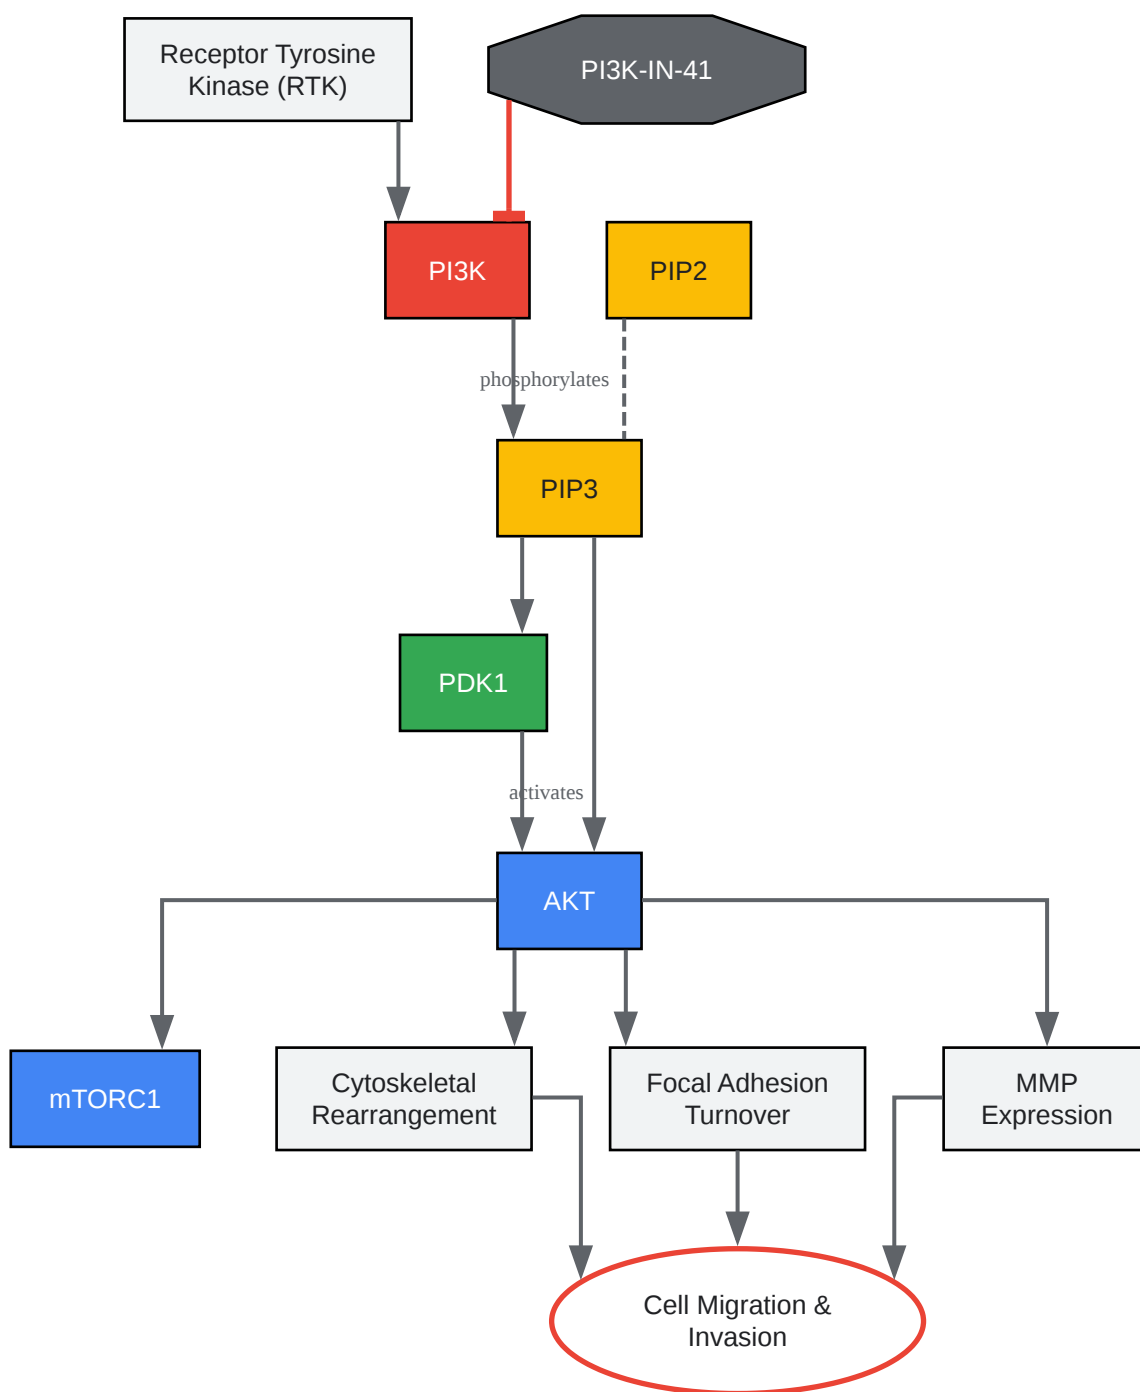 Receptor Tyrosine
Kinase (RTK)
PI3K-IN-41
PI3K
PIP2
phosphorylates
PIP3
PDK1
activates
AKT
mTORC1
Cytoskeletal
Rearrangement
Focal Adhesion
Turnover
MMP
Expression
Cell Migration &
Invasion